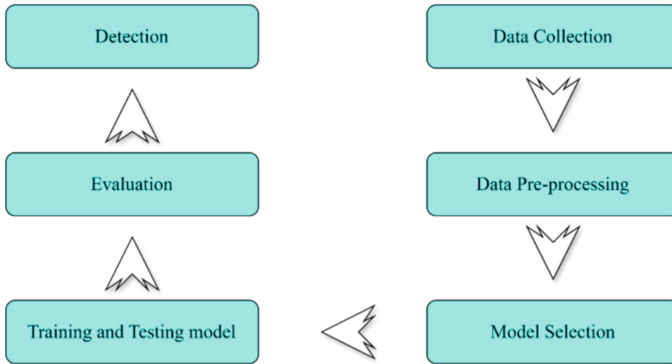 Detection
Data Collection
Evaluation
Data Pre-processing
Training and Testing model
Model Selection